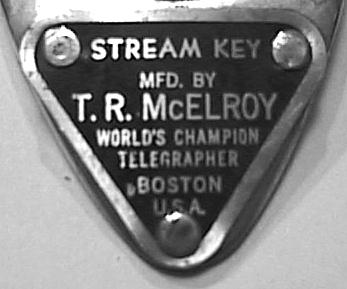 STREAM KEY
MFD. BY
T. R. McELROY
WORLD'S CHAMPION
TELEGRAPHER
BOSTON
U.S.A.